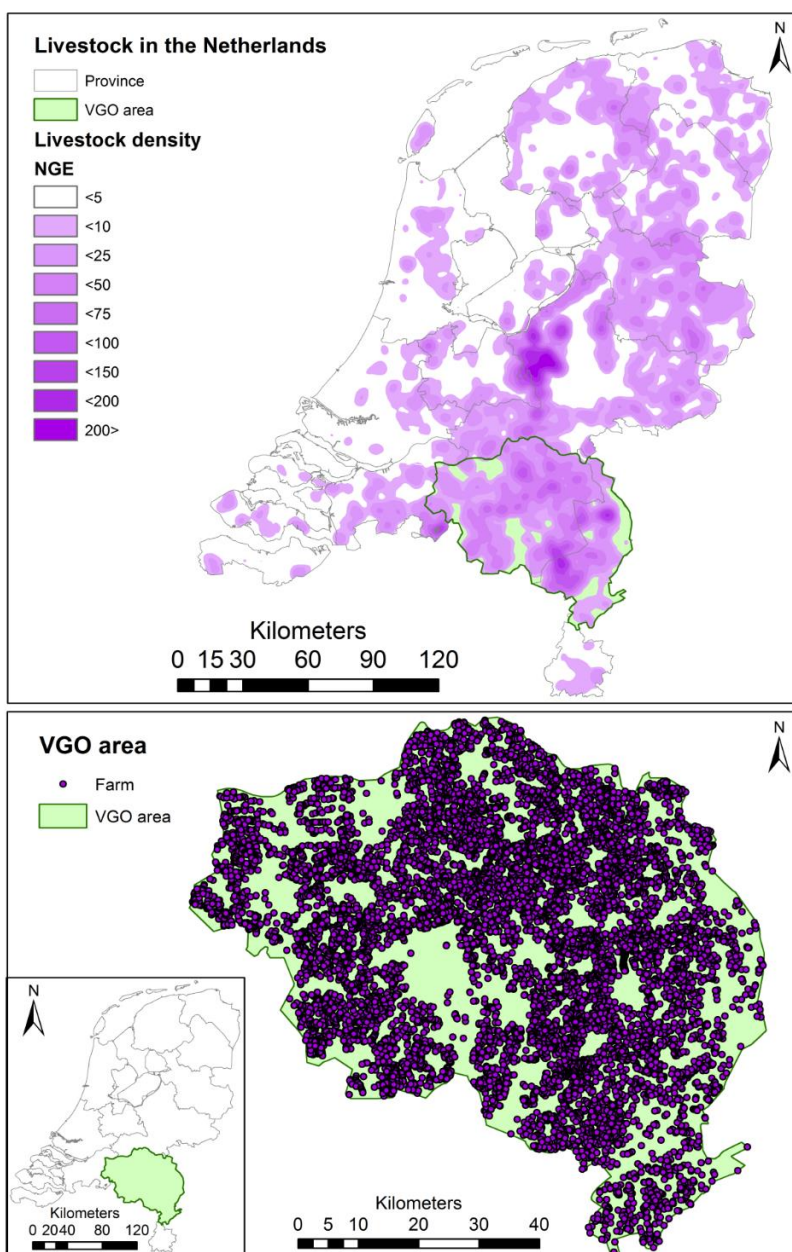 Livestock in the Netherlands
Province
VGO area
Livestock density
NGE
<5
<10
<25
<50
<75
<100
<150
<200
200>
N
Kilometers
0 15 30 60 90 120
VGO area
Farm
VGO area
N
N
Kilometers
0 20 40 80 120
Kilometers
0 10 20 30 40